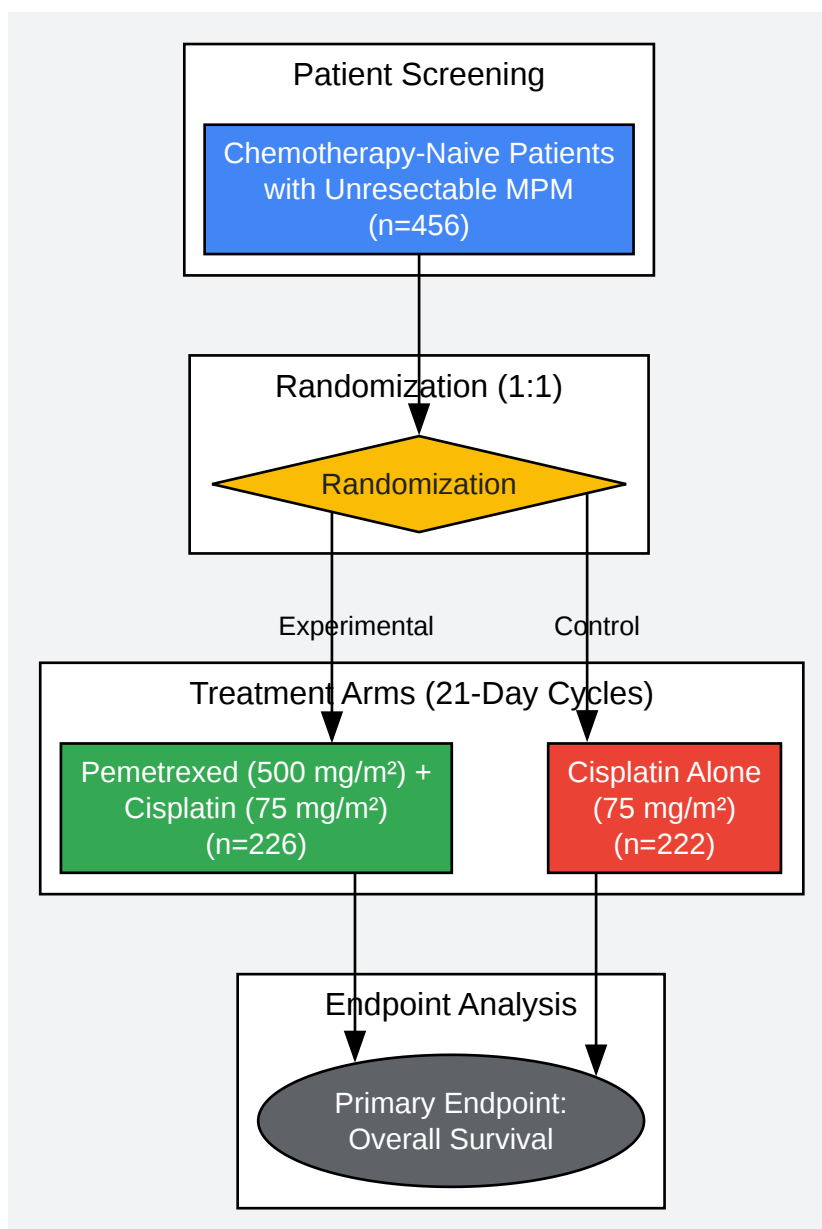 Patient Screening
Chemotherapy-Naive Patients
with Unresectable MPM
(n=456)
Randomization (1:1)
Randomization
Experimental
Control
Treatment Arms (21-Day Cycles)
Pemetrexed (500 mg/m²) +
Cisplatin (75 mg/m²)
(n=226)
Cisplatin Alone
(75 mg/m²)
(n=222)
Endpoint Analysis
Primary Endpoint:
Overall Survival